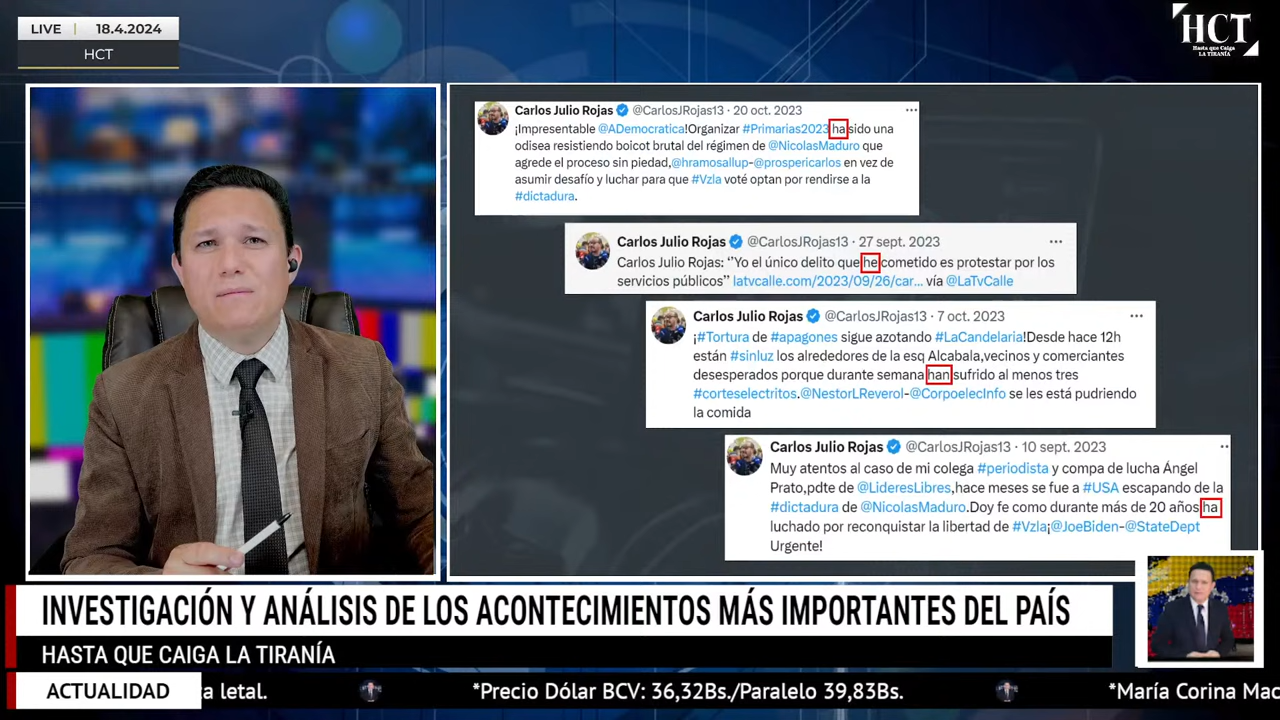 LIVE | 18.4.2024
HCT
HCT
Hasta que Caiga
LA TIRANÍA
Carlos Julio Rojas @CarlosJRojas13 · 20 oct. 2023 ···
¡Impresentable @ADemocratica!Organizar #Primarias2023 ha sido una
odisea resistiendo boicot brutal del régimen de @NicolasMaduro que
agrede el proceso sin piedad,@hramosallup-@prospericarlos en vez de
asumir desafío y luchar para que #Vzla voté optan por rendirse a la
#dictadura.
Carlos Julio Rojas @CarlosJRojas13 · 27 sept. 2023 ···
Carlos Julio Rojas: ‘’Yo el único delito que he cometido es protestar por los
servicios públicos’’ latvcalle.com/2023/09/26/car... vía @LaTvCalle
Carlos Julio Rojas @CarlosJRojas13 · 7 oct. 2023 ···
¡#Tortura de #apagones sigue azotando #LaCandelaria!Desde hace 12h
están #sinluz los alrededores de la esq Alcabala,vecinos y comerciantes
desesperados porque durante semana han sufrido al menos tres
#corteselectritos.@NestorLReverol-@CorpoelecInfo se les está pudriendo
la comida
Carlos Julio Rojas @CarlosJRojas13 · 10 sept. 2023 ··
Muy atentos al caso de mi colega #periodista y compa de lucha Ángel
Prato,pdte de @LideresLibres,hace meses se fue a #USA escapando de la
#dictadura de @NicolasMaduro.Doy fe como durante más de 20 años ha
luchado por reconquistar la libertad de #Vzla¡@JoeBiden-@StateDept
Urgente!
INVESTIGACIÓN Y ANÁLISIS DE LOS ACONTECIMIENTOS MÁS IMPORTANTES DEL PAÍS
HASTA QUE CAIGA LA TIRANÍA
ACTUALIDAD a letal. *Precio Dólar BCV: 36,32Bs./Paralelo 39,83Bs. *María Corina Mac